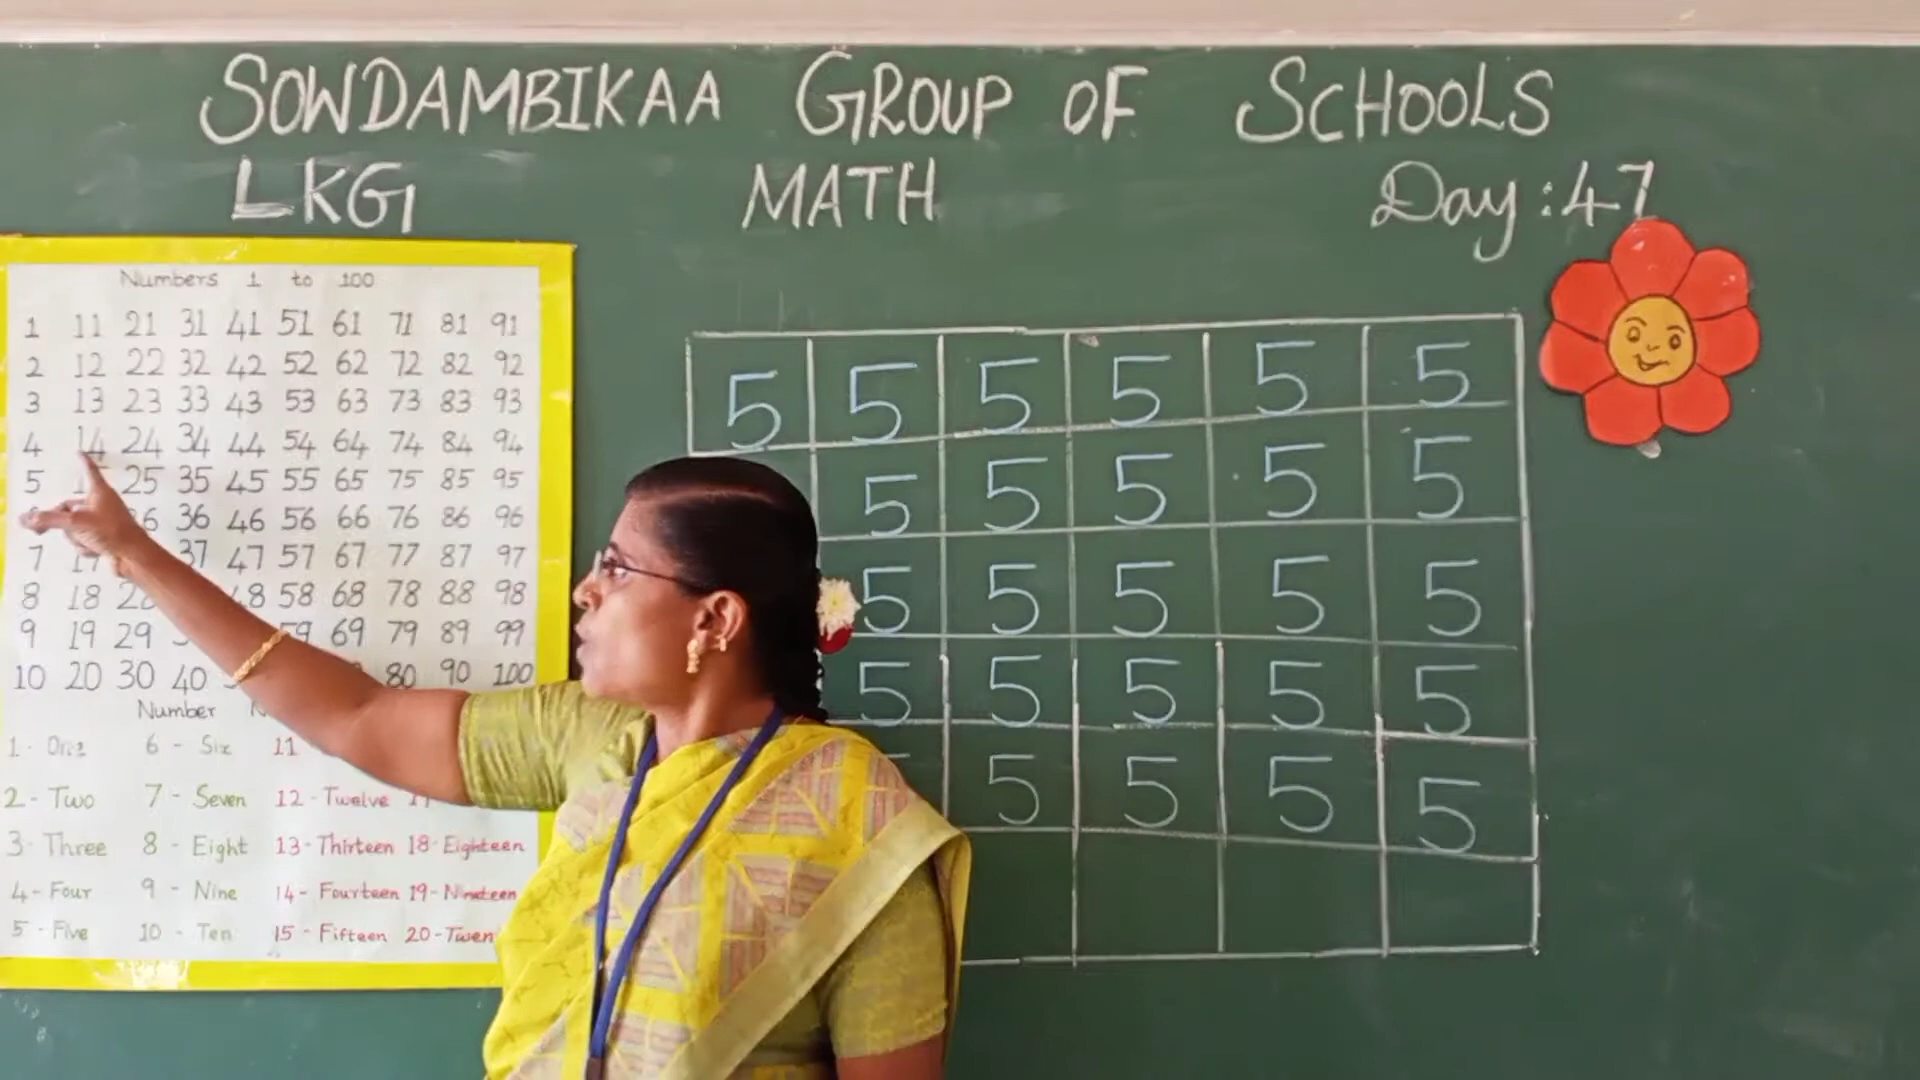 SOWDAMBIKAA GROUP OF SCHOOLS
LKG MATH Day:47
Numbers 1 to 100
1 11 21 31 41 51 61 71 81 91
2 12 22 32 42 52 62 72 82 92
3 13 23 33 43 53 63 73 83 93
4 14 24 34 44 54 64 74 84 94
5 25 35 45 55 65 75 85 95
36 46 56 66 76 86 96
7 17 37 47 57 67 77 87 97
8 18 48 58 68 78 88 98
9 19 29 59 69 79 89 99
10 20 30 40 80 90 100
Number
1 - One 6 - Six 11
2 - Two 7 - Seven 12 - Twelve
3 - Three 8 - Eight 13 - Thirteen 18 - Eighteen
4 - Four 9 - Nine 14 - Fourteen 19 - Nineteen
5 - Five 10 - Ten 15 - Fifteen 20 -
5 5 5 5 5 5
5 5 5 5 5
5 5 5 5 5
5 5 5 5 5
5 5 5 5